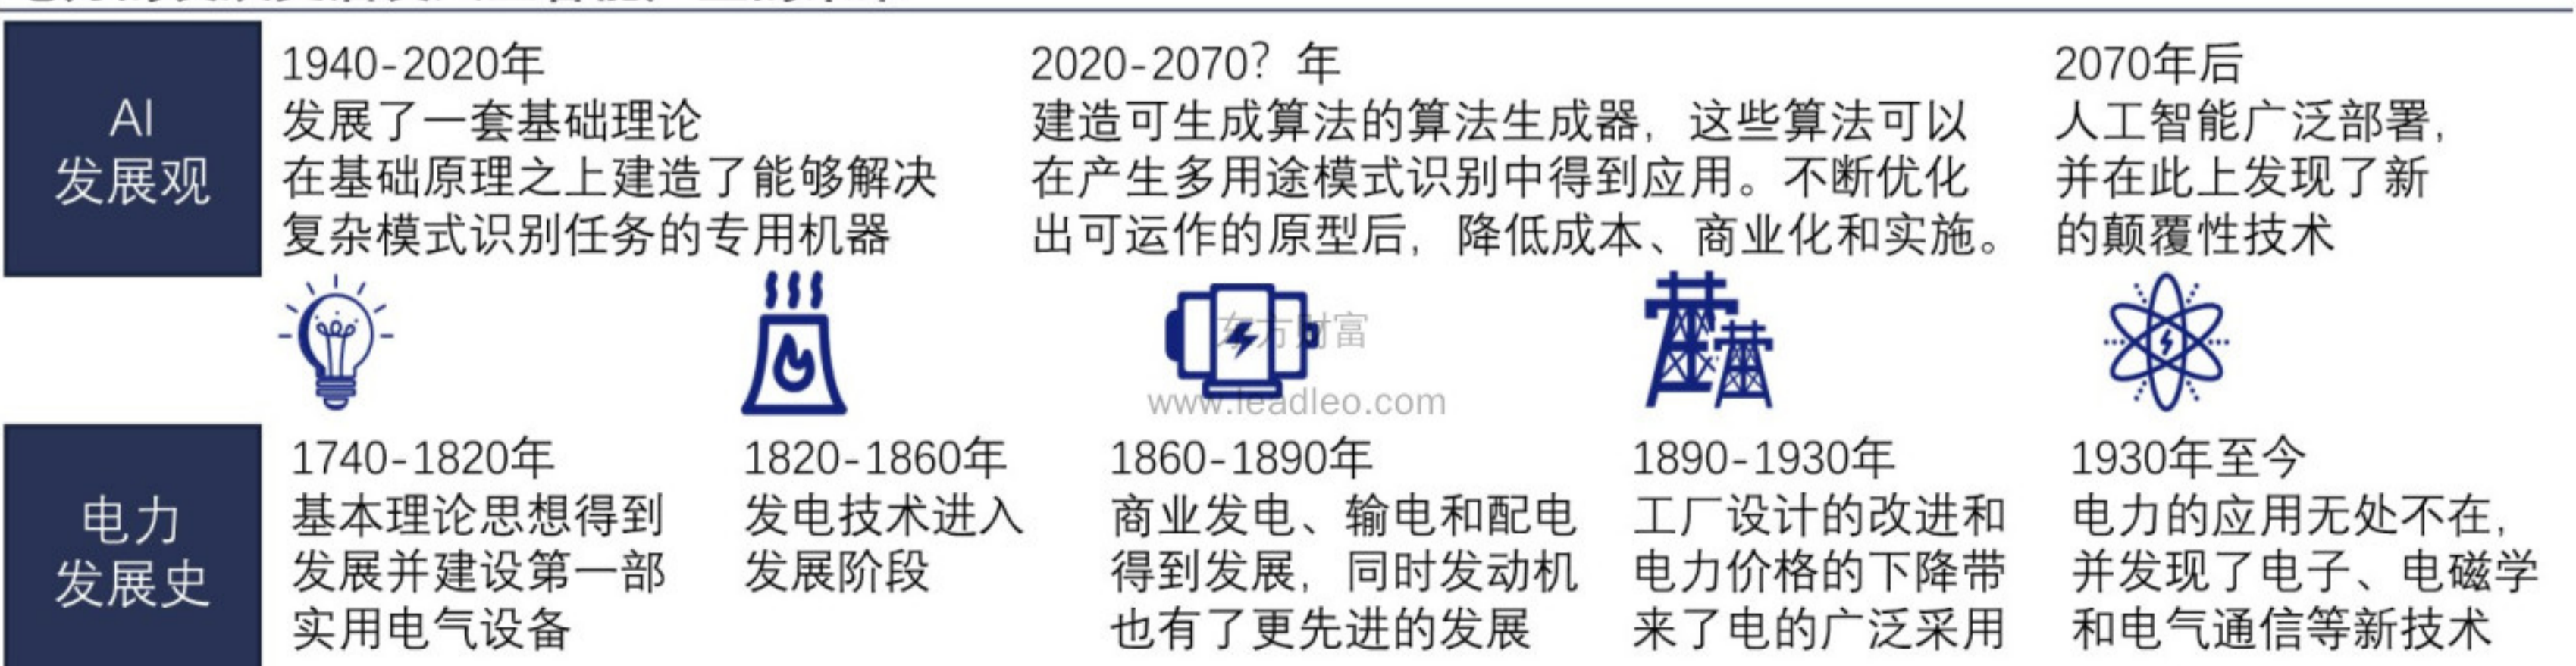 AI
发展观
1940-2020年
发展了一套基础理论
在基础原理之上建造了能够解决
复杂模式识别任务的专用机器
2020-2070？年
建造可生成算法的算法生成器，这些算法可以
在产生多用途模式识别中得到应用。不断优化
出可运作的原型后，降低成本、商业化和实施。
2070年后
人工智能广泛部署，
并在此上发现了新
的颠覆性技术
东方财富
www.leadleo.com
电力
发展史
1740-1820年
基本理论思想得到
发展并建设第一部
实用电气设备
1820-1860年
发电技术进入
发展阶段
1860-1890年
商业发电、输电和配电
得到发展，同时发动机
也有了更先进的发展
1890-1930年
工厂设计的改进和
电力价格的下降带
来了电的广泛采用
1930年至今
电力的应用无处不在，
并发现了电子、电磁学
和电气通信等新技术